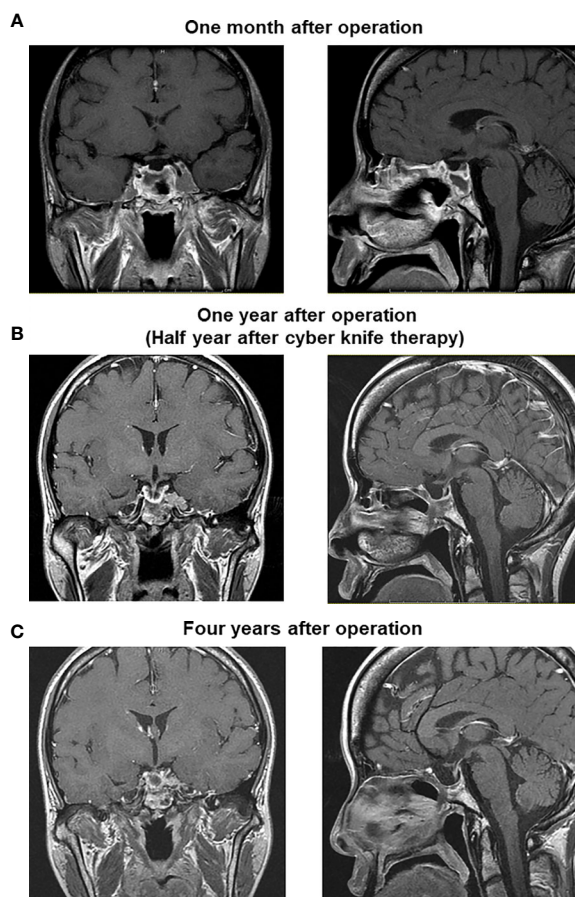 A
One month after operation
One year after operation
B
(Half year after cyber knife therapy)
C
Four years after operation